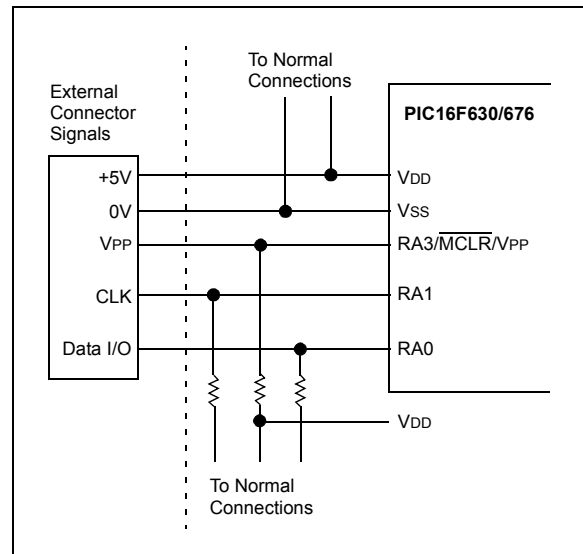 To Normal
Connections
External
Connector
Signals
PIC16F630/676
+5V
VDD
0V
VSS
VPP
RA3/MCLR/VPP
CLK
RA1
Data I/O
RA0
VDD
To Normal
Connections